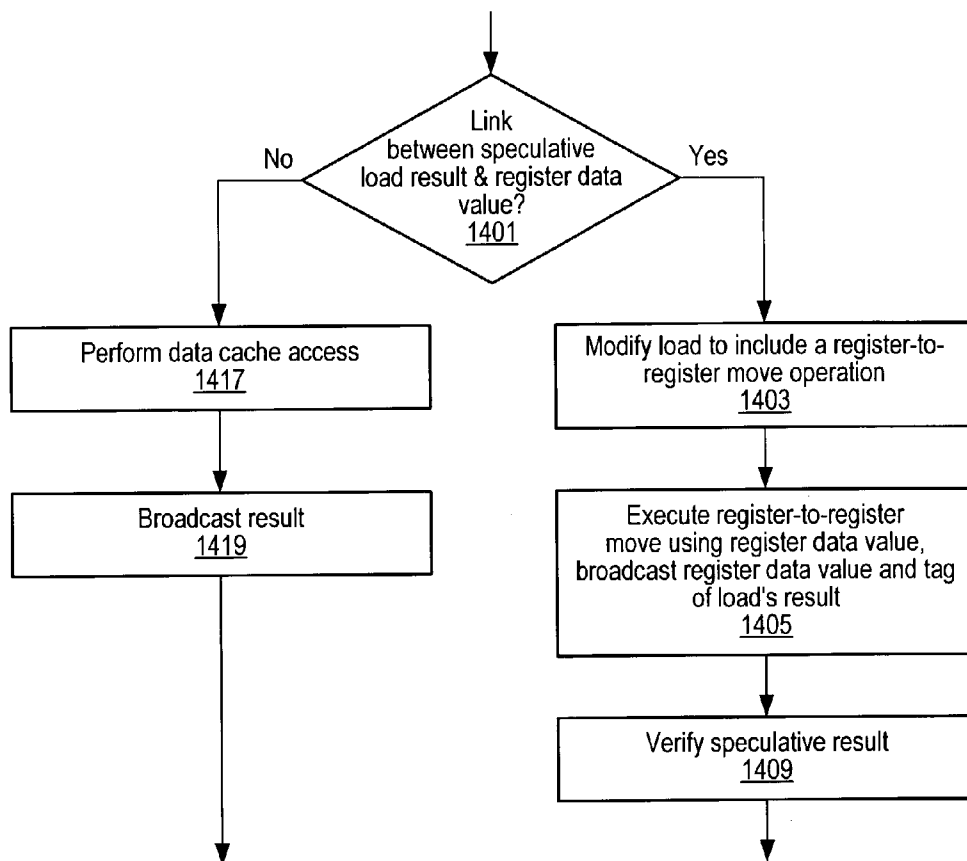 Link
between speculative
load result & register data
value?
1401
No
Yes
Perform data cache access
1417
Broadcast result
1419
Modify load to include a register-to-
register move operation
1403
Execute register-to-register
move using register data value,
broadcast register data value and tag
of load's result
1405
Verify speculative result
1409